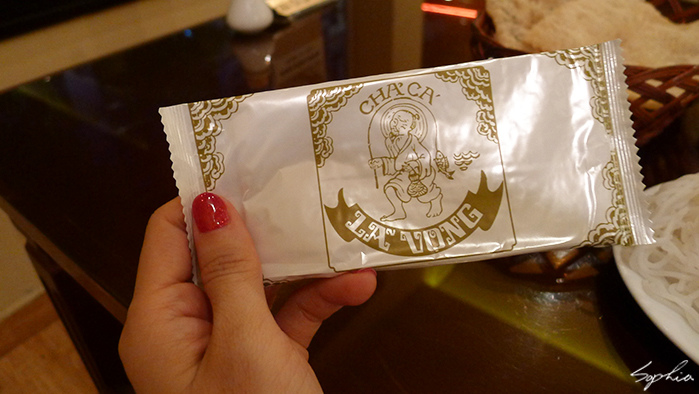 CHẢ CÁ
LÃ VỌNG
Sophia